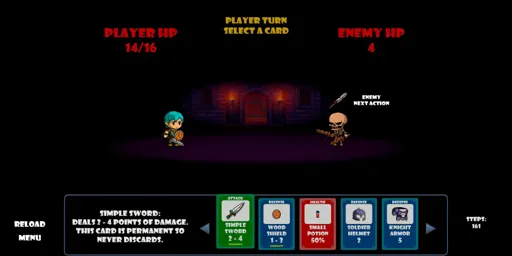 PLAYER TURN
SELECT A CARD
PLAYER HP
14/16
ENEMY HP
4
ENEMY
NEXT ACTION
RELOAD
MENU
SIMPLE SWORD:
DEALS 2 - 4 POINTS OF DAMAGE.
THIS CARD IS PERMANENT SO
NEVER DISCARDS.
ATTACK
SIMPLE
SWORD
2 - 4
DEFENSE
WOOD
SHIELD
1 - 2
HEALTH
SMALL
POTION
50%
DEFENSE
SOLDIER
HELMET
2
DEFENSE
KNIGHT
ARMOR
5
STEPS:
161